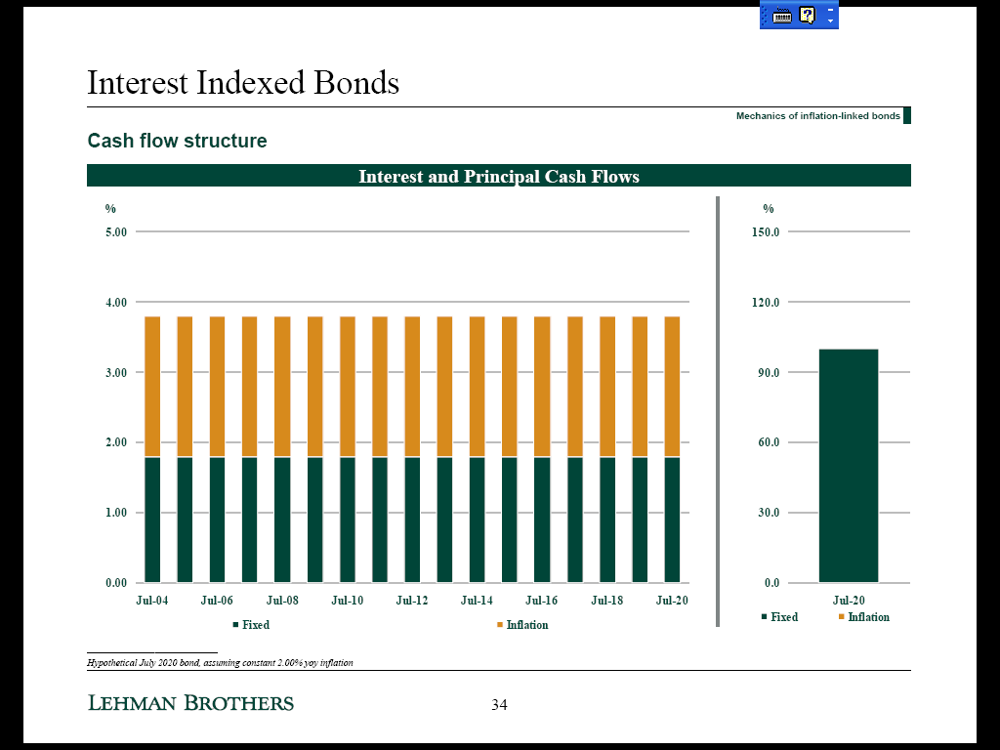 Interest Indexed Bonds
Mechanics of inflation-linked bonds
Cash flow structure
Interest and Principal Cash Flows
%
5.00
4.00
3.00
2.00
1.00
0.00
Jul-04 Jul-06 Jul-08 Jul-10 Jul-12 Jul-14 Jul-16 Jul-18 Jul-20
Fixed Inflation
%
150.0
120.0
90.0
60.0
30.0
0.0
Jul-20
Fixed Inflation
Hypothetical July 2020 bond, assuming constant 2.00% yoy inflation
LEHMAN BROTHERS
34